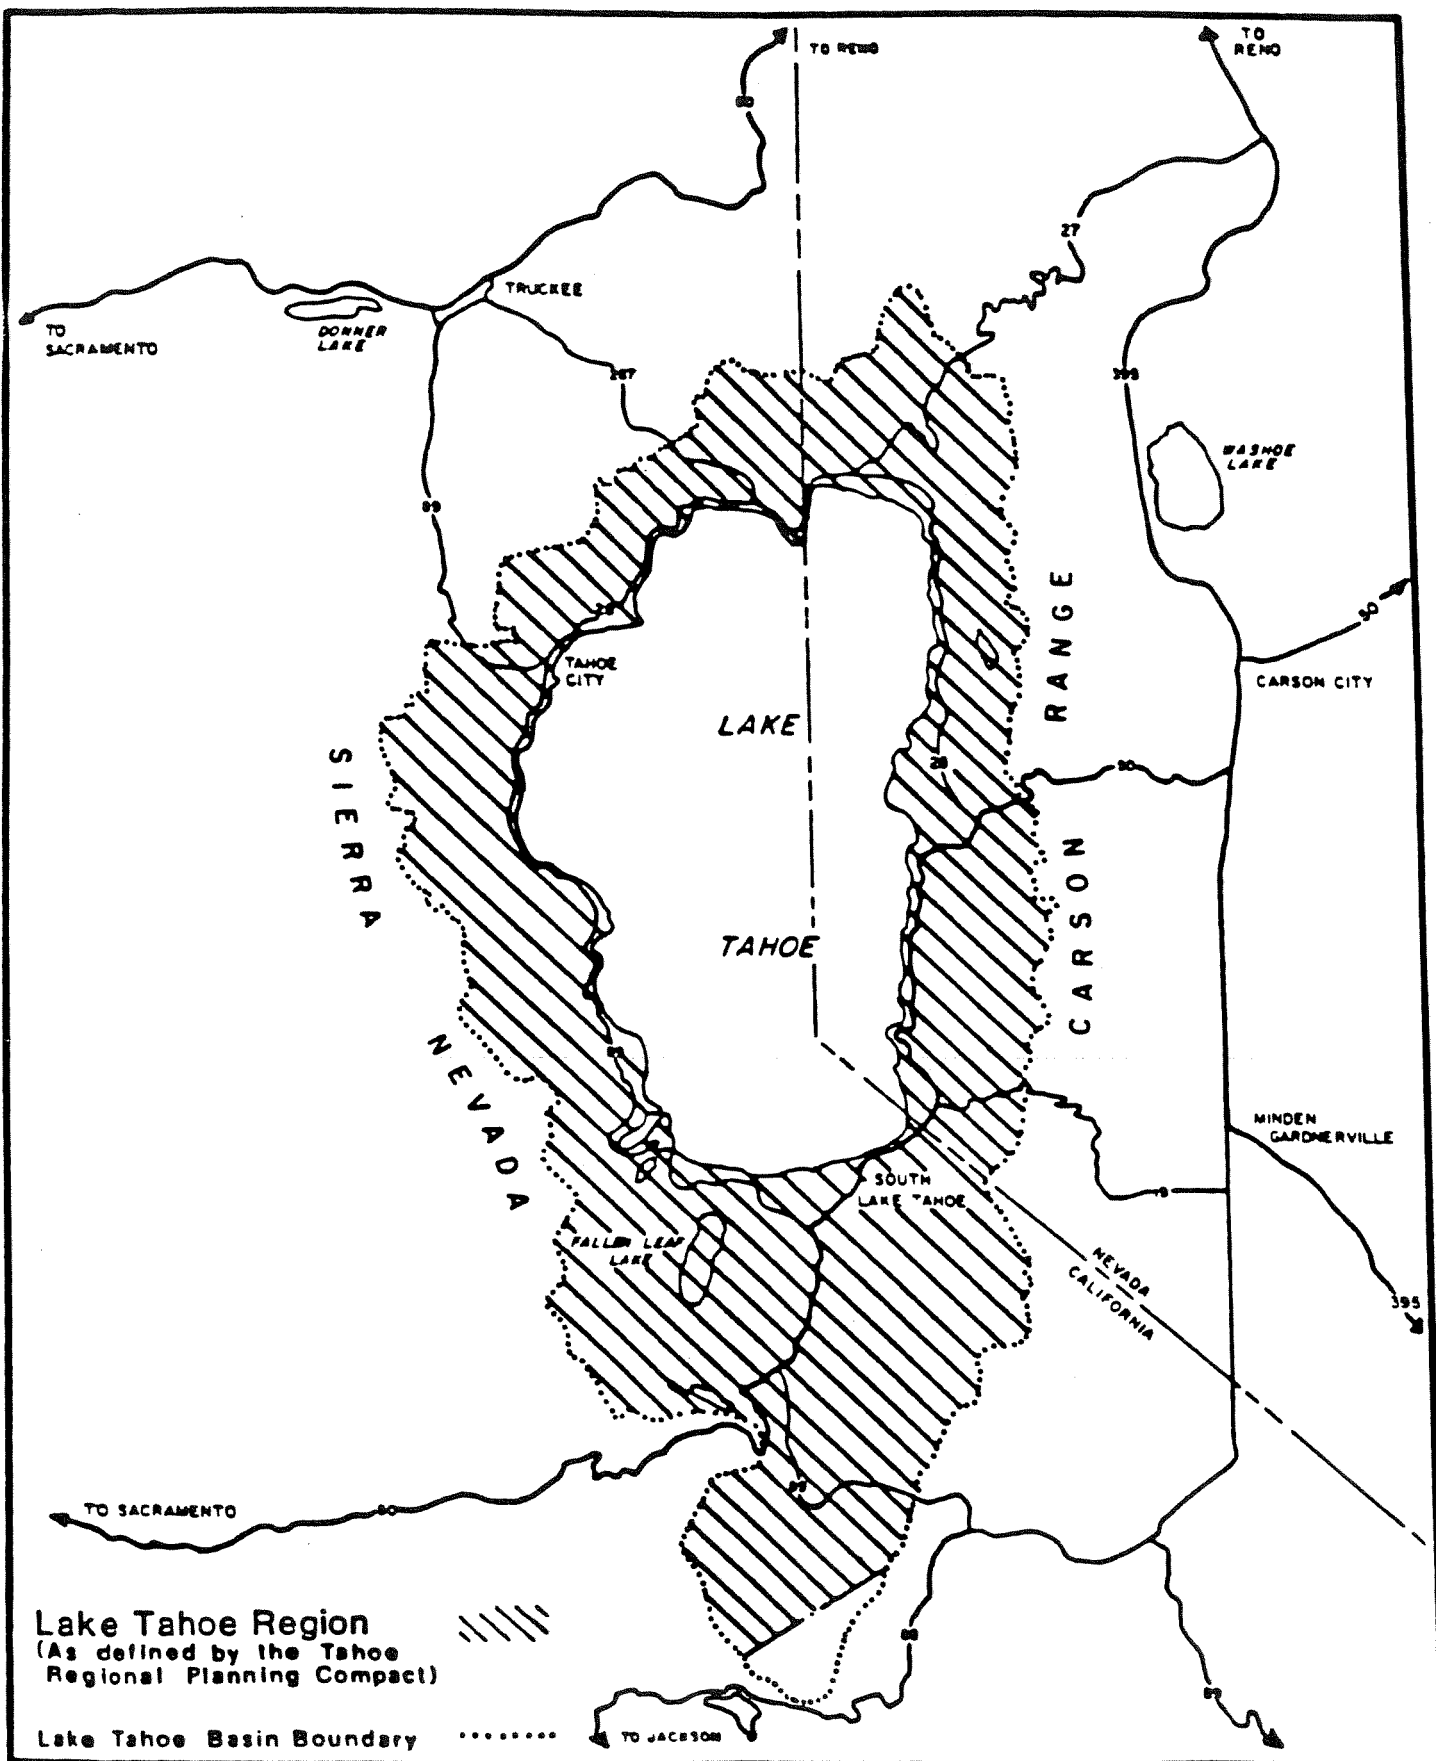 TO RENO
TO
RENO
80
27
TRUCKEE
DONNER
LAKE
TO
SACRAMENTO
267
395
WASHOE
LAKE
89
28
TAHOE
CITY
RANGE
50
CARSON CITY
LAKE
SIERRA
28
50
CARSON
TAHOE
NEVADA
89
MINDEN
GARDNERVILLE
SOUTH
LAKE TAHOE
19
FALLEN LEAF
LAKE
NEVADA
CALIFORNIA
395
89
TO SACRAMENTO
50
Lake Tahoe Region
(As defined by the Tahoe
Regional Planning Compact)
88
89
Lake Tahoe Basin Boundary
TO JACKSON